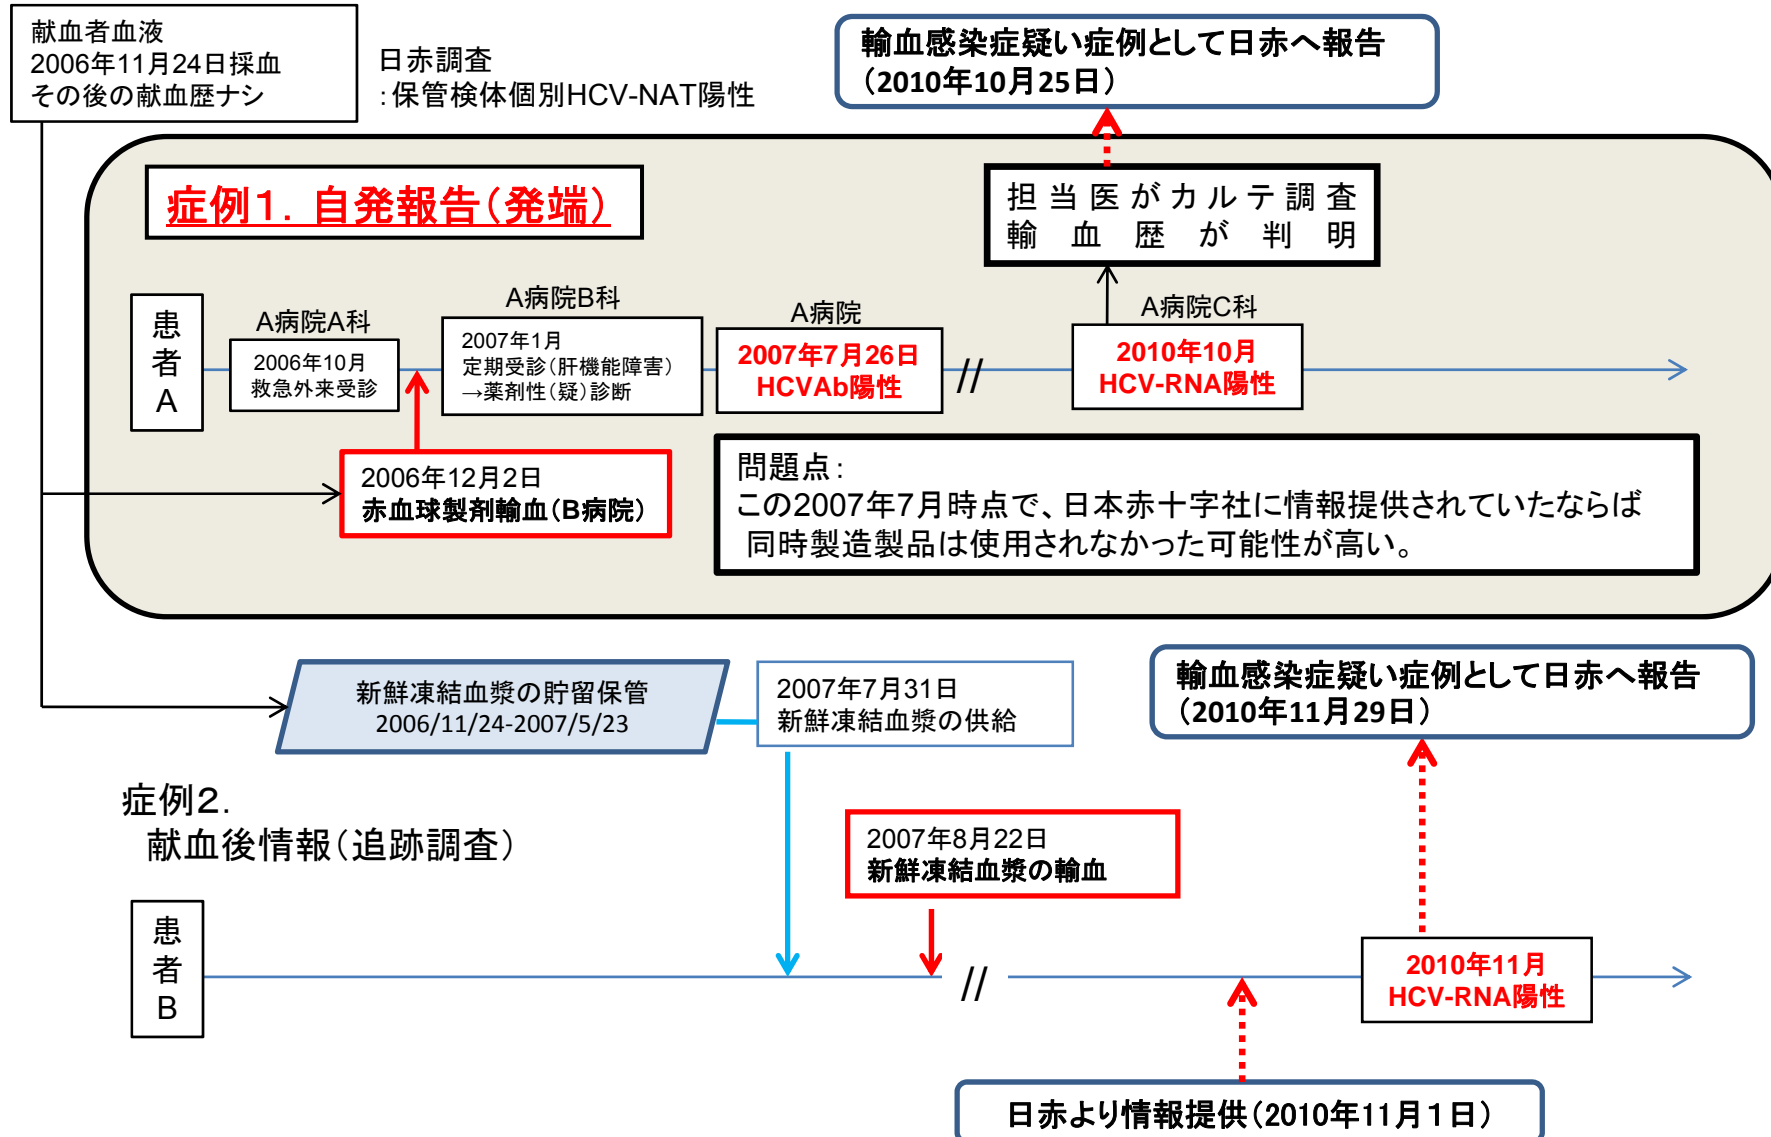 献血者血液
2006年11月24日採血
その後の献血歴ナシ
日赤調査
:保管検体個別HCV-NAT陽性
輸血感染症疑い症例として日赤へ報告
(2010年10月25日)
症例1. 自発報告(発端)
担当医がカルテ調査
輸血歴が判明
患者A
A病院A科
2006年10月
救急外来受診
A病院B科
2007年1月
定期受診(肝機能障害)
→薬剤性(疑)診断
A病院
2007年7月26日
HCVAb陽性
//
A病院C科
2010年10月
HCV-RNA陽性
2006年12月2日
赤血球製剤輸血(B病院)
問題点:
この2007年7月時点で、日本赤十字社に情報提供されていたならば
同時製造製品は使用されなかった可能性が高い。
新鮮凍結血漿の貯留保管
2006/11/24-2007/5/23
2007年7月31日
新鮮凍結血漿の供給
輸血感染症疑い症例として日赤へ報告
(2010年11月29日)
症例2.
献血後情報(追跡調査)
2007年8月22日
新鮮凍結血漿の輸血
患者B
//
2010年11月
HCV-RNA陽性
日赤より情報提供(2010年11月1日)